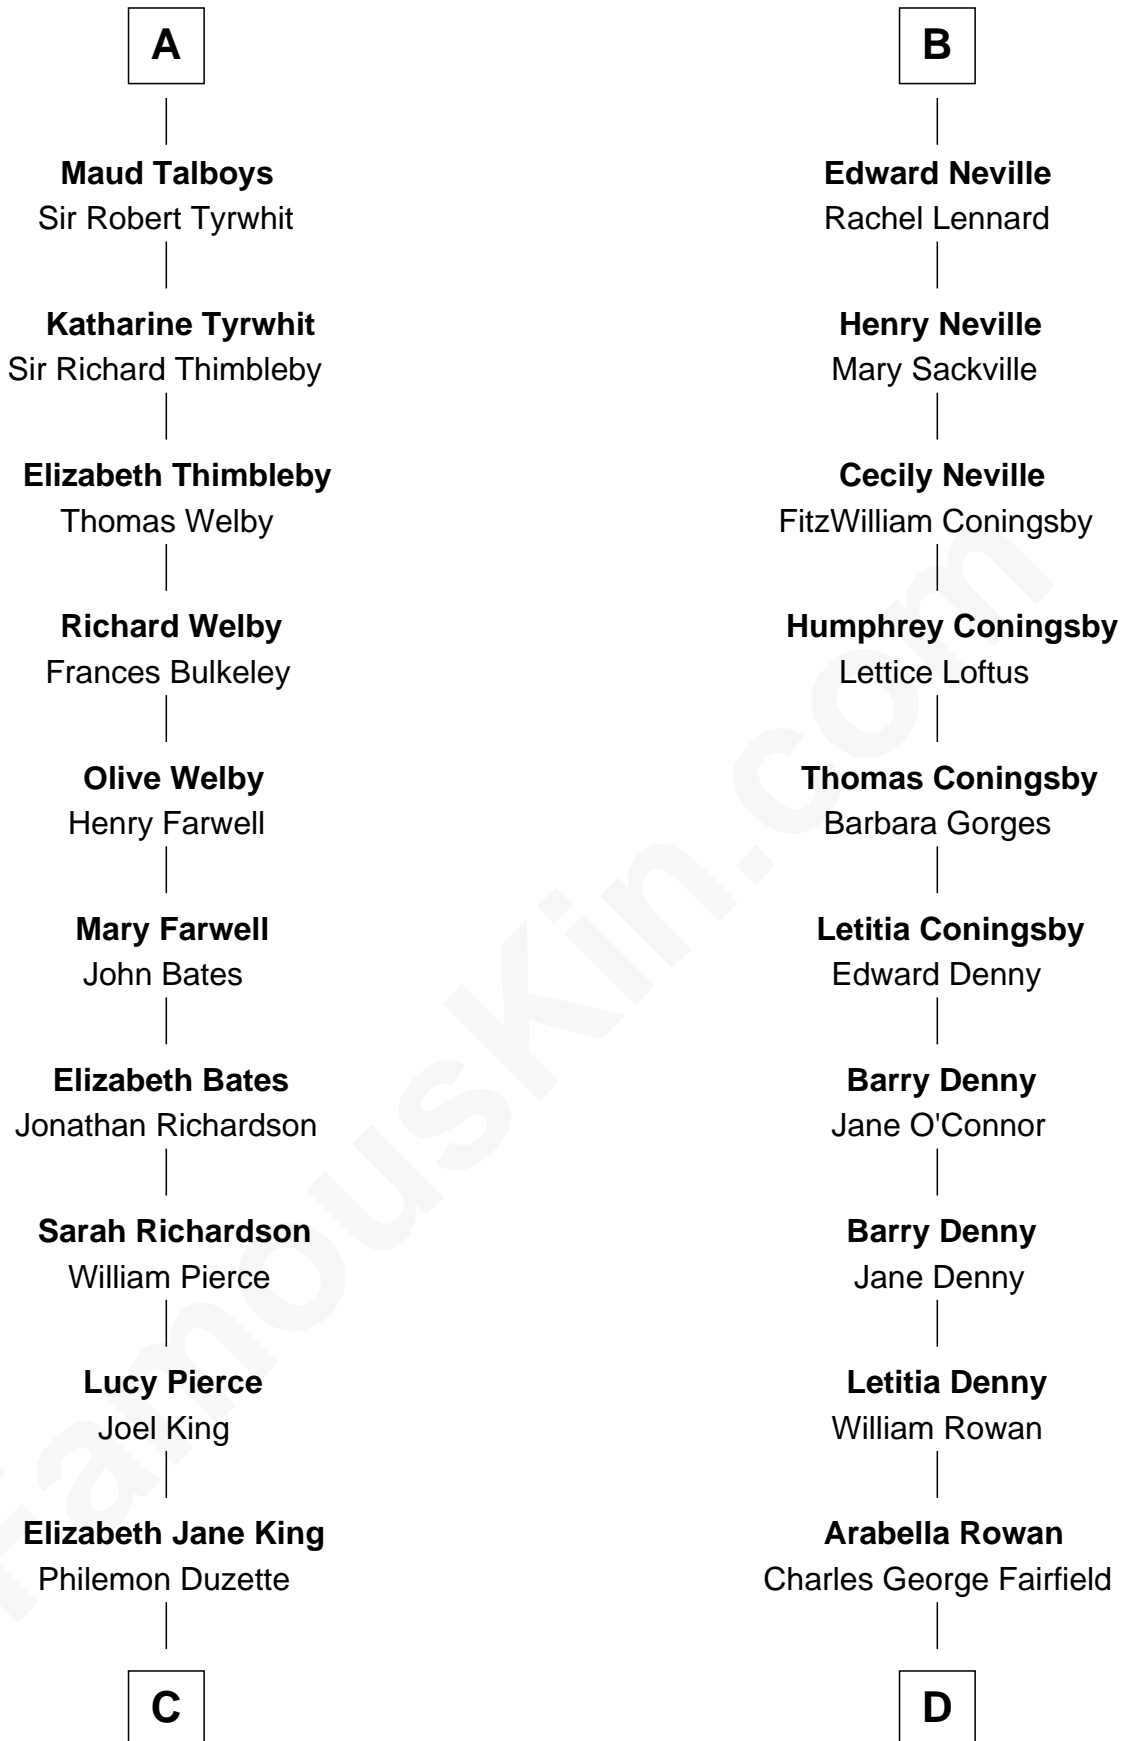 A
Maud Talboys
Sir Robert Tyrwhit
Katharine Tyrwhit
Sir Richard Thimbleby
Elizabeth Thimbleby
Thomas Welby
Richard Welby
Frances Bulkeley
Olive Welby
Henry Farwell
Mary Farwell
John Bates
Elizabeth Bates
Jonathan Richardson
Sarah Richardson
William Pierce
Lucy Pierce
Joel King
Elizabeth Jane King
Philemon Duzette
C
B
Edward Neville
Rachel Lennard
Henry Neville
Mary Sackville
Cecily Neville
FitzWilliam Coningsby
Humphrey Coningsby
Lettice Loftus
Thomas Coningsby
Barbara Gorges
Letitia Coningsby
Edward Denny
Barry Denny
Jane O'Connor
Barry Denny
Jane Denny
Letitia Denny
William Rowan
Arabella Rowan
Charles George Fairfield
D
FamousKin.com